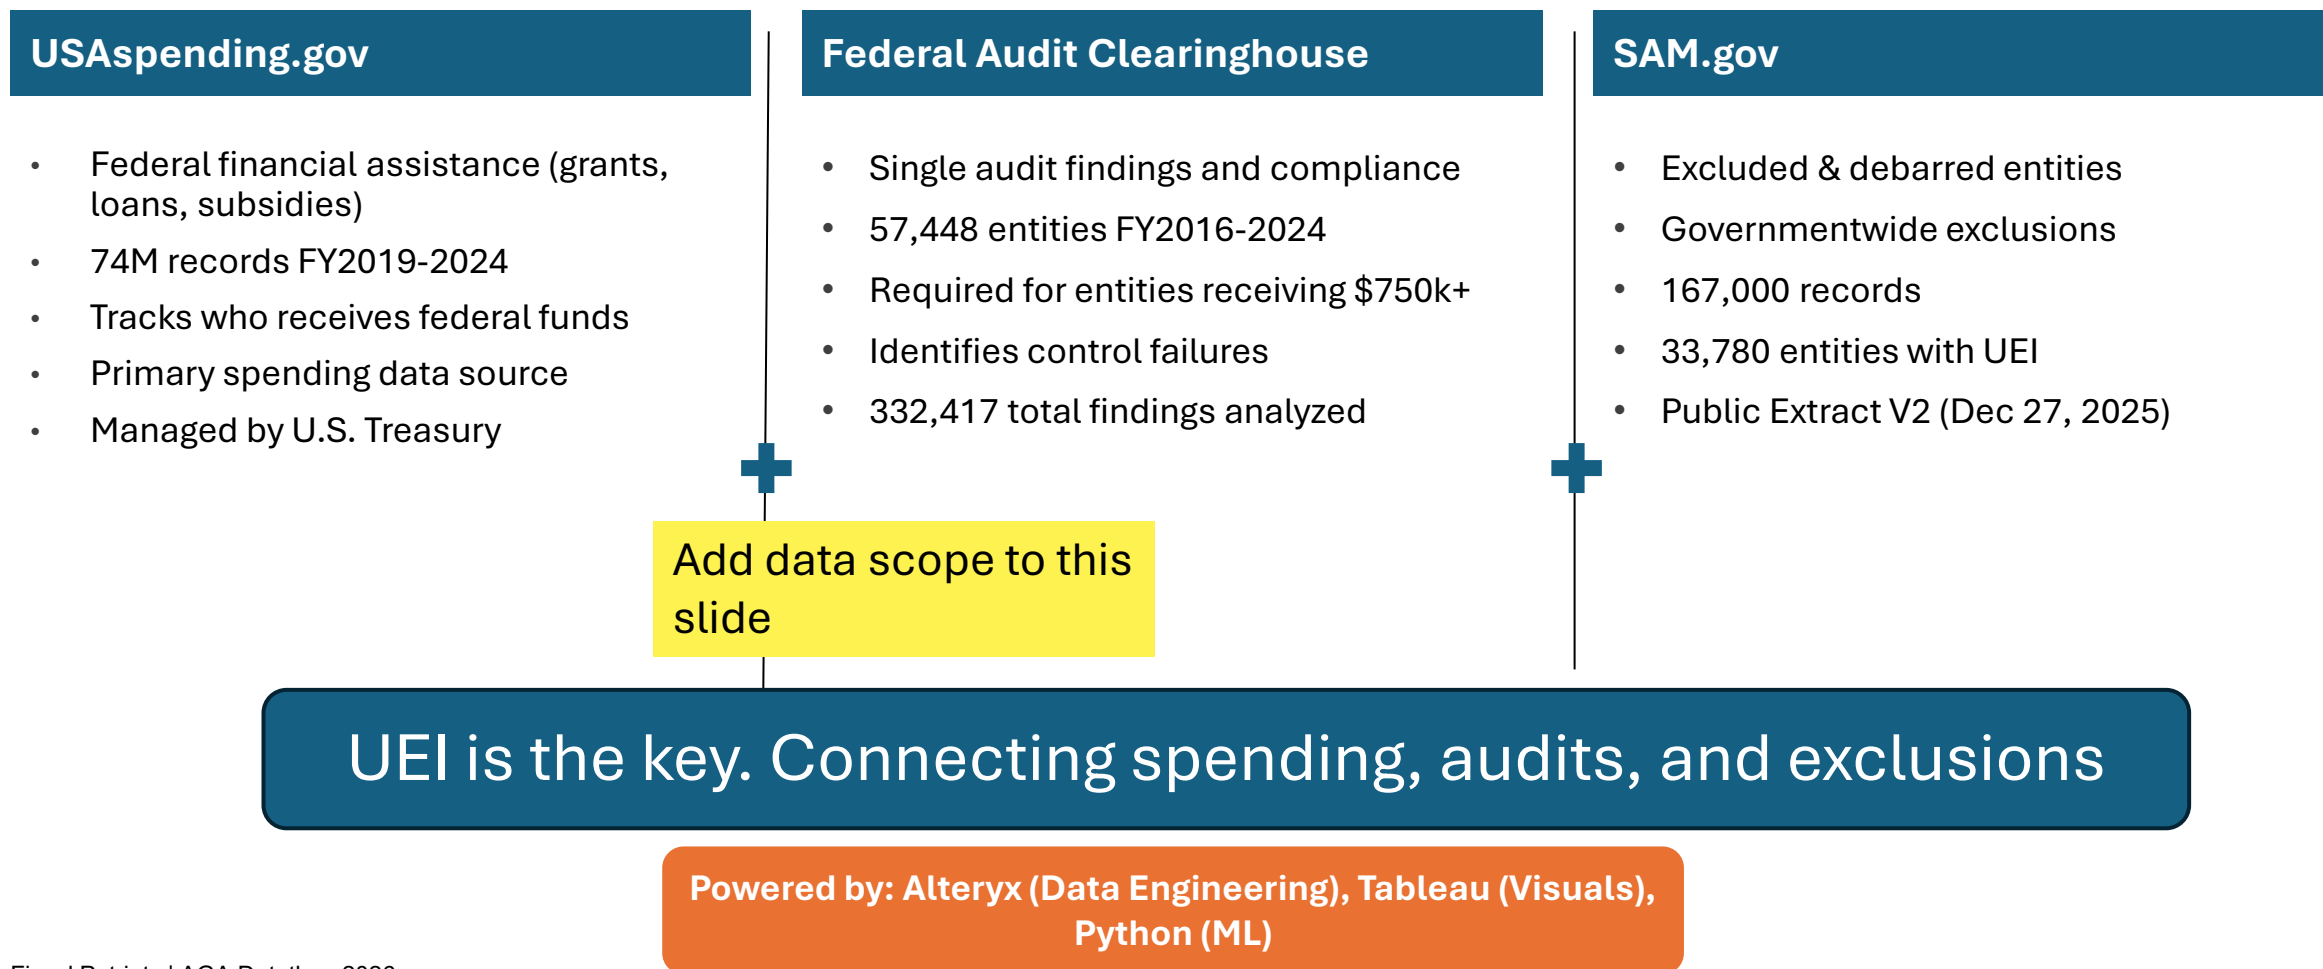 USAspending.gov
• Federal financial assistance (grants,
loans, subsidies)
• 74M records FY2019-2024
• Tracks who receives federal funds
• Primary spending data source
• Managed by U.S. Treasury
Federal Audit Clearinghouse
• Single audit findings and compliance
• 57,448 entities FY2016-2024
• Required for entities receiving $750k+
• Identifies control failures
• 332,417 total findings analyzed
SAM.gov
• Excluded & debarred entities
• Governmentwide exclusions
• 167,000 records
• 33,780 entities with UEI
• Public Extract V2 (Dec 27, 2025)
Add data scope to this
slide
UEI is the key. Connecting spending, audits, and exclusions
Powered by: Alteryx (Data Engineering), Tableau (Visuals),
Python (ML)